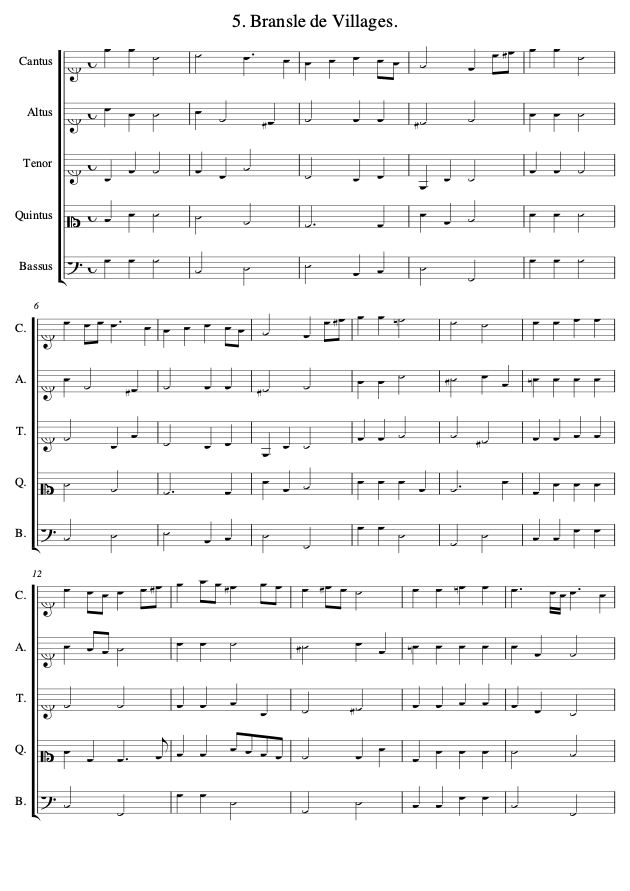 5. Bransle de Villages.
Cantus
Altus
Tenor
Quintus
Bassus
6
C.
A.
T.
Q.
B.
12
C.
A.
T.
Q.
B.